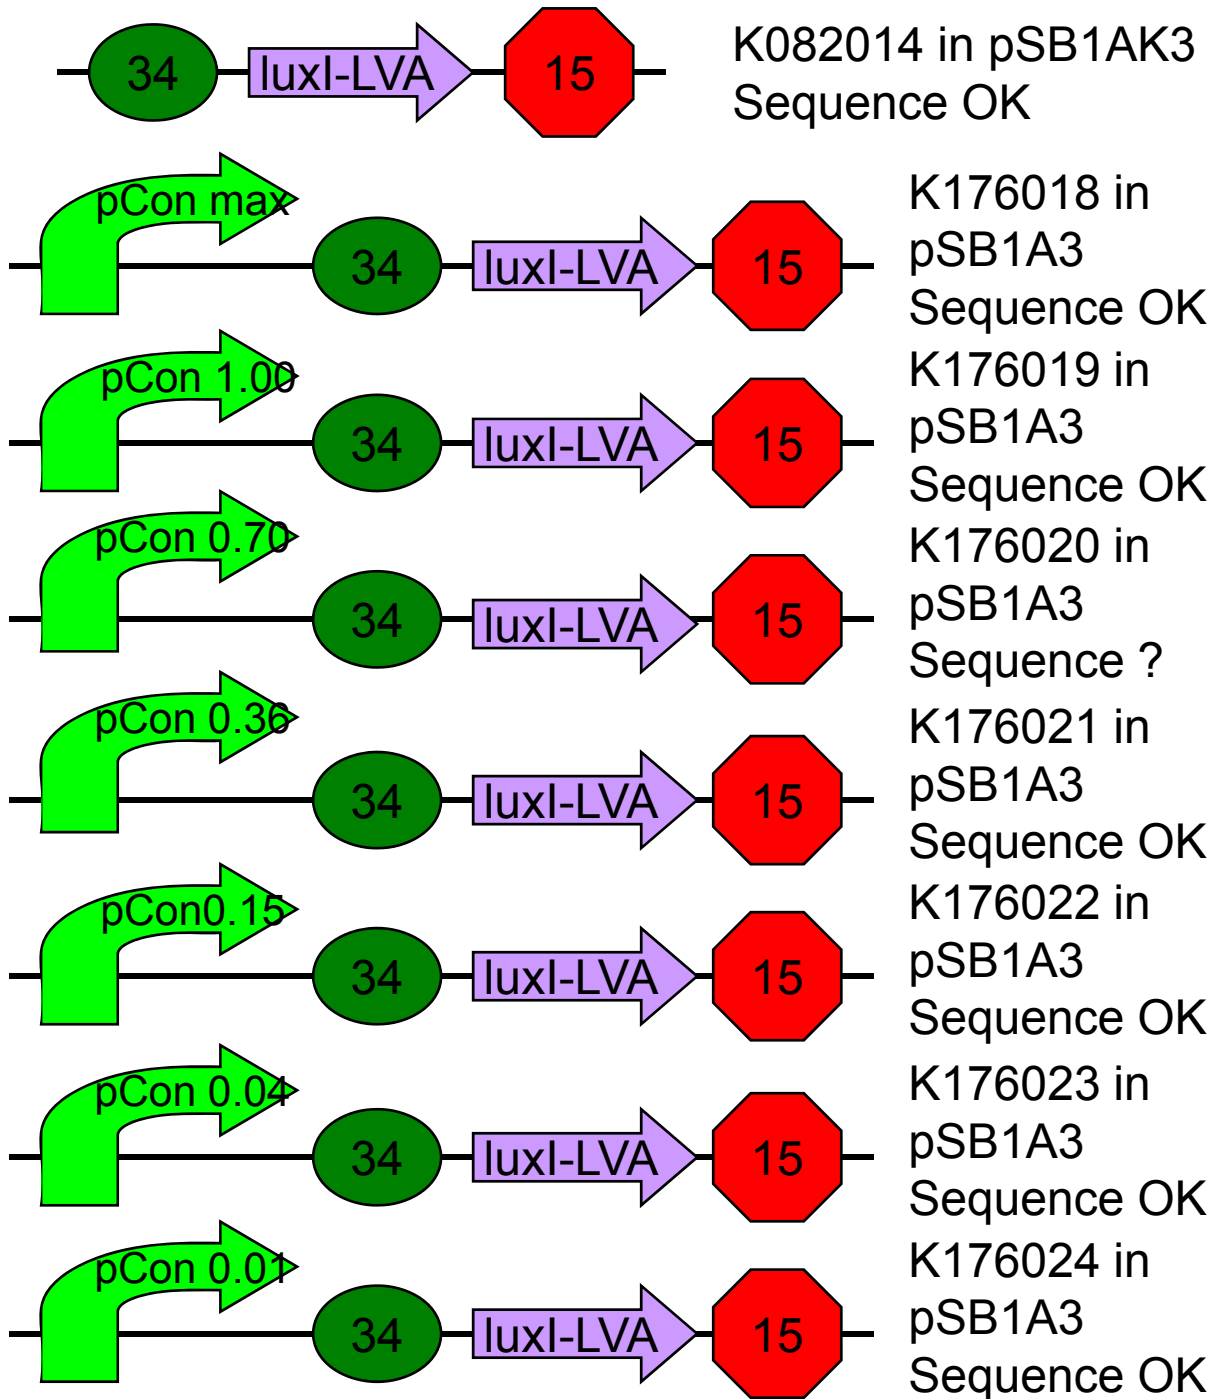 34 luxI-LVA 15 K082014 in pSB1AK3
Sequence OK
pCon max
34 luxI-LVA 15
K176018 in
pSB1A3
Sequence OK
pCon 1.00
34 luxI-LVA 15
K176019 in
pSB1A3
Sequence OK
pCon 0.70
34 luxI-LVA 15
K176020 in
pSB1A3
Sequence ?
pCon 0.36
34 luxI-LVA 15
K176021 in
pSB1A3
Sequence OK
pCon0.15
34 luxI-LVA 15
K176022 in
pSB1A3
Sequence OK
pCon 0.04
34 luxI-LVA 15
K176023 in
pSB1A3
Sequence OK
pCon 0.01
34 luxI-LVA 15
K176024 in
pSB1A3
Sequence OK